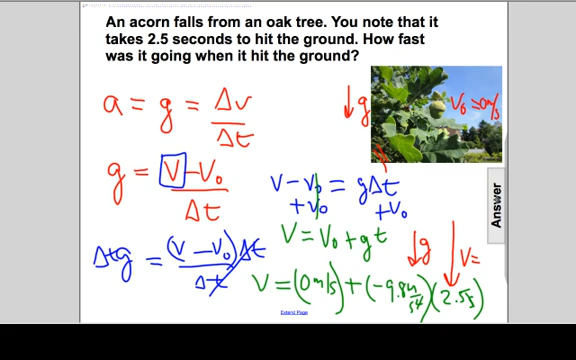 An acorn falls from an oak tree. You note that it
takes 2.5 seconds to hit the ground. How fast
was it going when it hit the ground?
a = g = Δv/Δt
↓g
V₀ = 0 m/s
g = V - V₀/Δt
V - V₀ = gΔt
+V₀ +V₀
V = V₀ + gt
↓g
↓V =
Δtg = (V - V₀)Δt/Δt
V = (0 m/s) + (-9.8 m/s²)(2.5s)
Answer
Extend Page